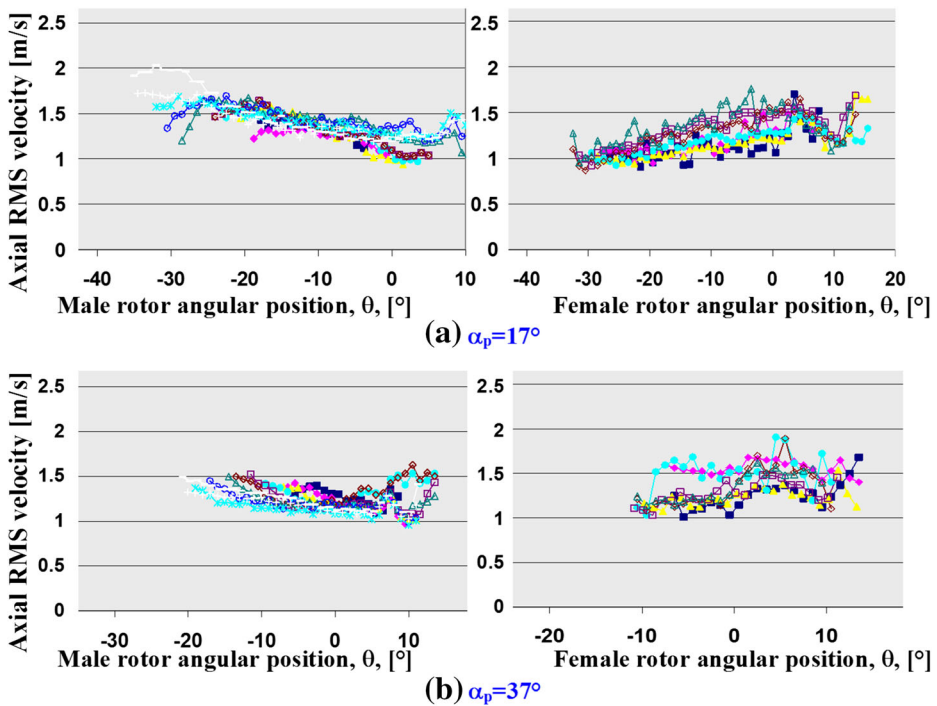 Axial RMS velocity [m/s]
2.5
2
1.5
1
0.5
0
-40 -30 -20 -10 0 10
Male rotor angular position, θ, [°]
2.5
2
1.5
1
0.5
0
-40 -30 -20 -10 0 10 20
Female rotor angular position, θ, [°]
(a) αp=17°
Axial RMS velocity [m/s]
2.5
2
1.5
1
0.5
0
-30 -20 -10 0 10
Male rotor angular position, θ, [°]
2.5
2
1.5
1
0.5
0
-20 -10 0 10
Female rotor angular position, θ, [°]
(b) αp=37°